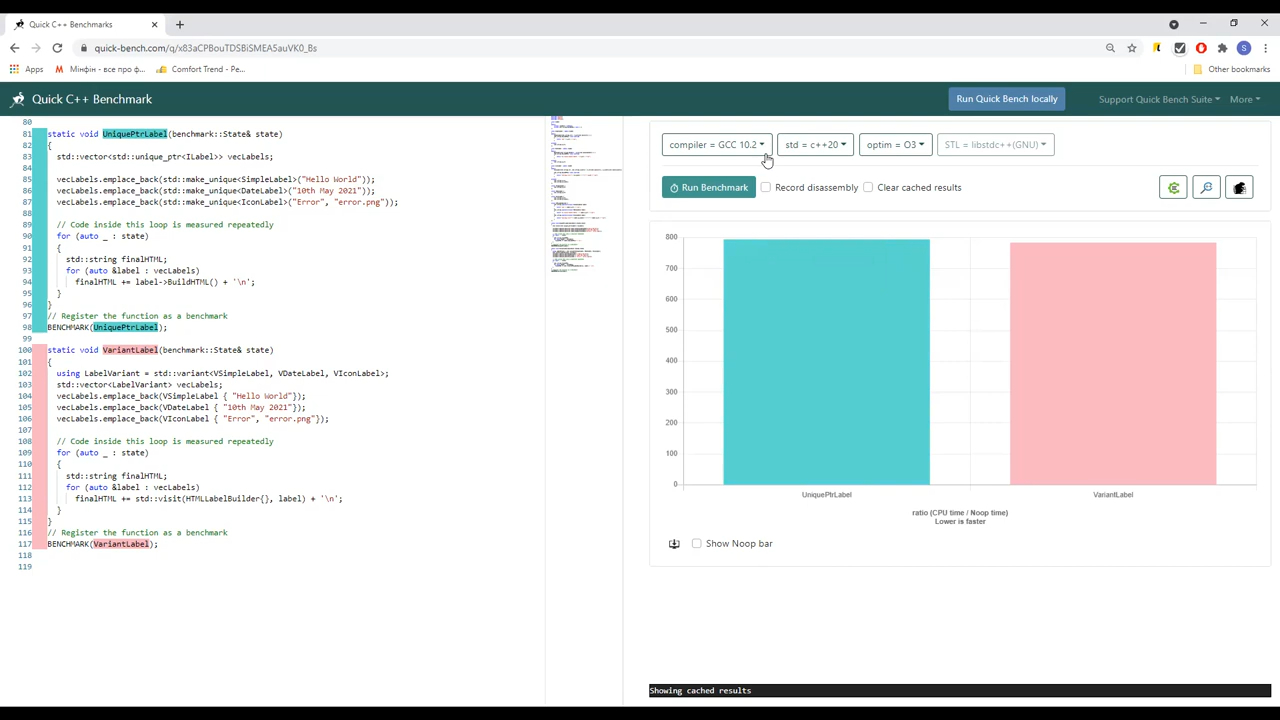 Quick C++ Benchmarks
quick-bench.com/q/x83aCPBouTDSBiSMEA5auVK0_Bs
Apps
Мінфін - все про ф...
Comfort Trend - Ре...
Other bookmarks
Quick C++ Benchmark
Run Quick Bench locally
Support Quick Bench Suite
More
80
81 static void UniquePtrLabel(benchmark::State& state)
82 {
83 std::vector<std::unique_ptr<ILabel>> vecLabels;
84
85 vecLabels.emplace_back(std::make_unique<SimpleLabel>("Hello World"));
86 vecLabels.emplace_back(std::make_unique<DateLabel>("10th May 2021"));
87 vecLabels.emplace_back(std::make_unique<IconLabel>("Error", "error.png"));
88
89 // Code inside this loop is measured repeatedly
90 for (auto _ : state)
91 {
92 std::string finalHTML;
93 for (auto &label : vecLabels)
94 finalHTML += label->BuildHTML() + '\n';
95 }
96 }
97 // Register the function as a benchmark
98 BENCHMARK(UniquePtrLabel);
99
100 static void VariantLabel(benchmark::State& state)
101 {
102 using LabelVariant = std::variant<VSimpleLabel, VDateLabel, VIconLabel>;
103 std::vector<LabelVariant> vecLabels;
104 vecLabels.emplace_back(VSimpleLabel { "Hello World"});
105 vecLabels.emplace_back(VDateLabel { "10th May 2021"});
106 vecLabels.emplace_back(VIconLabel { "Error", "error.png"});
107
108 // Code inside this loop is measured repeatedly
109 for (auto _ : state)
110 {
111 std::string finalHTML;
112 for (auto &label : vecLabels)
113 finalHTML += std::visit(HTMLLabelBuilder{}, label) + '\n';
114 }
115 }
116 // Register the function as a benchmark
117 BENCHMARK(VariantLabel);
118
119
compiler = GCC 10.2
std = c++20
optim = O3
STL = libstdc++(GNU)
Run Benchmark
Record disassembly
Clear cached results
800
700
600
500
400
300
200
100
0
UniquePtrLabel
VariantLabel
ratio (CPU time / Noop time)
Lower is faster
Show Noop bar
Showing cached results